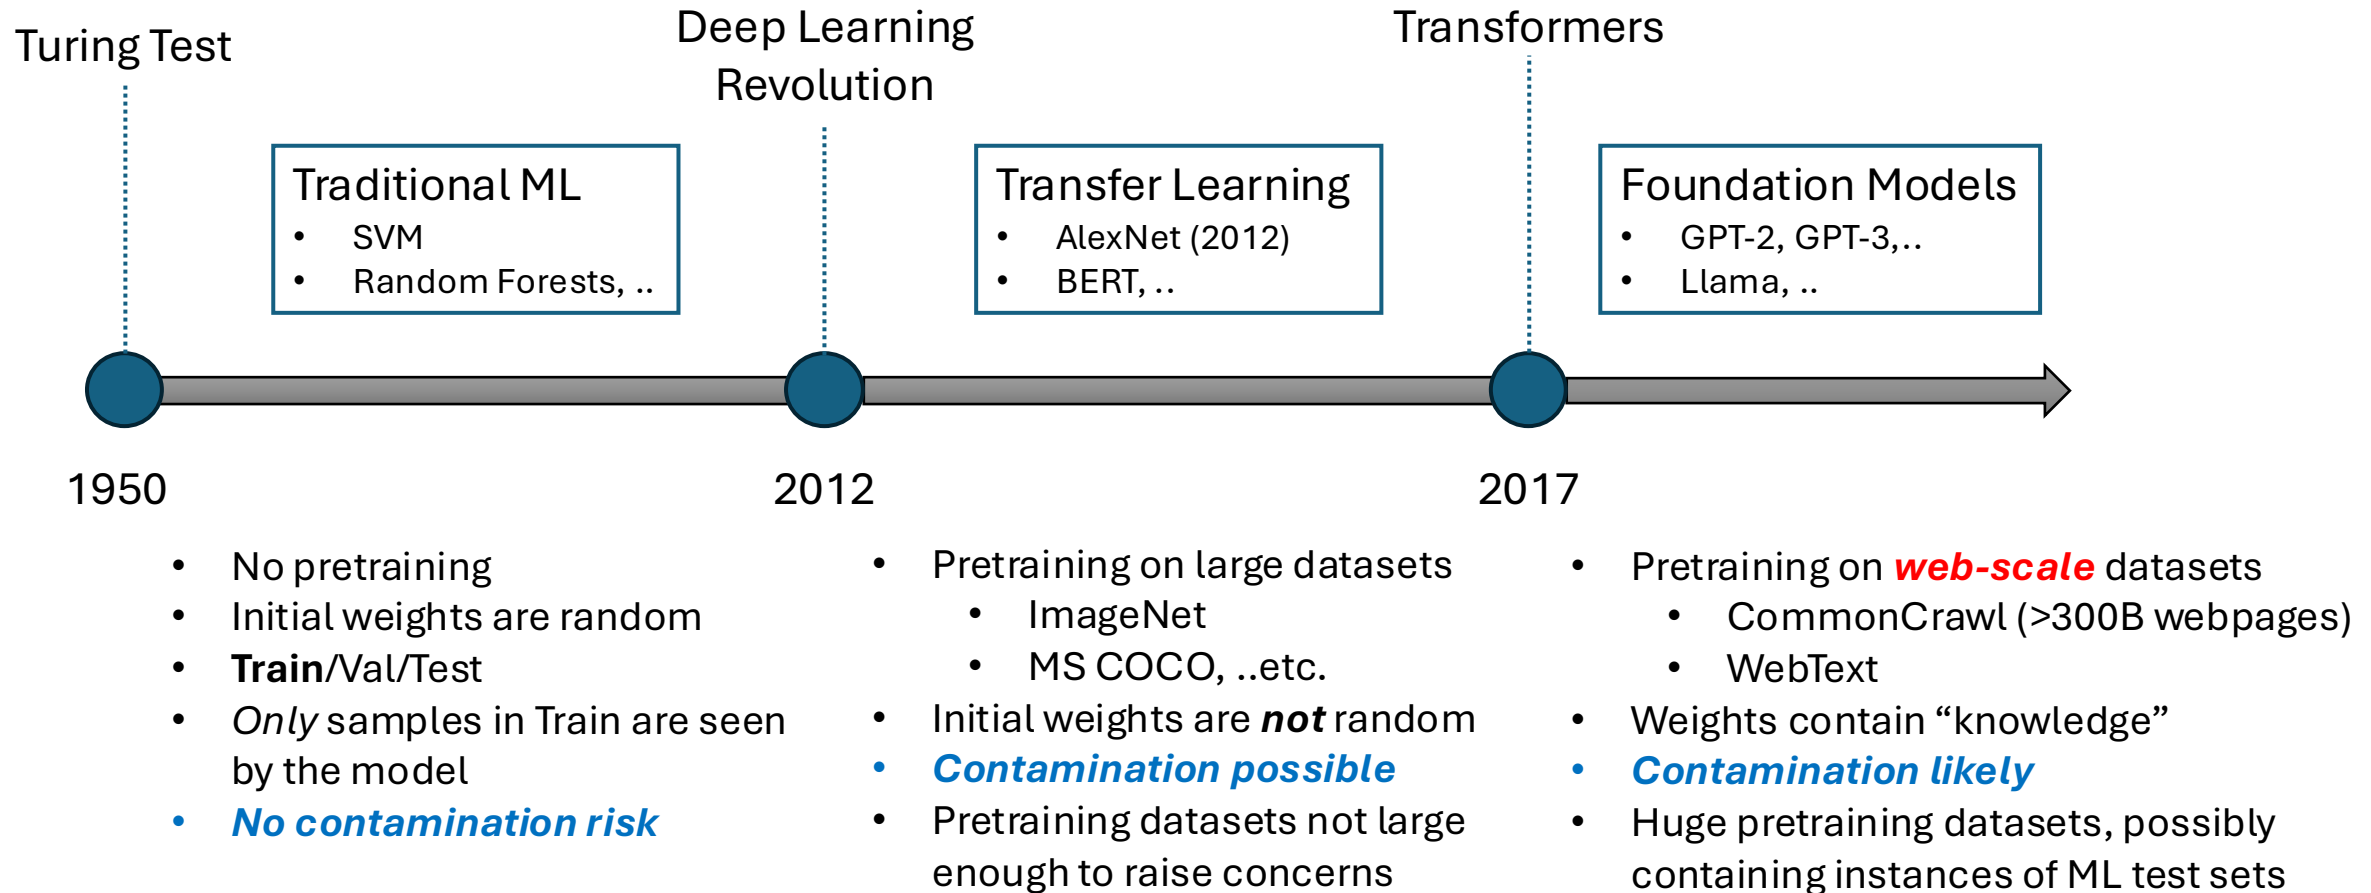 Turing Test
Deep Learning
Revolution
Transformers
Traditional ML
• SVM
• Random Forests, ..
Transfer Learning
• AlexNet (2012)
• BERT, ..
Foundation Models
• GPT-2, GPT-3,..
• Llama, ..
1950
2012
2017
• No pretraining
• Initial weights are random
• Train/Val/Test
• Only samples in Train are seen
by the model
• No contamination risk
• Pretraining on large datasets
• ImageNet
• MS COCO, ..etc.
• Initial weights are not random
• Contamination possible
• Pretraining datasets not large
enough to raise concerns
• Pretraining on web-scale datasets
• CommonCrawl (>300B webpages)
• WebText
• Weights contain “knowledge”
• Contamination likely
• Huge pretraining datasets, possibly
containing instances of ML test sets